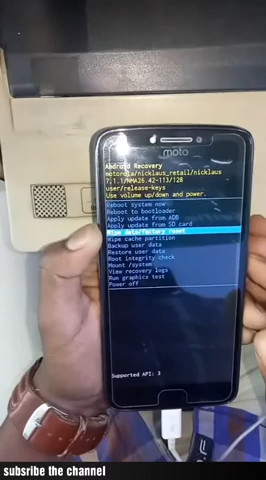 moto
Android Recovery
motorola/nicklaus_retail/nicklaus
7.1.1/NMA26.42-113/128
user/release-keys
Use volume up/down and power.
Reboot system now
Reboot to bootloader
Apply update from ADB
Apply update from SD card
Wipe data/factory reset
Wipe cache partition
Backup user data
Restore user data
Root integrity check
Mount /system
View recovery logs
Run graphics test
Power off
Supported API: 3
subsribe the channel